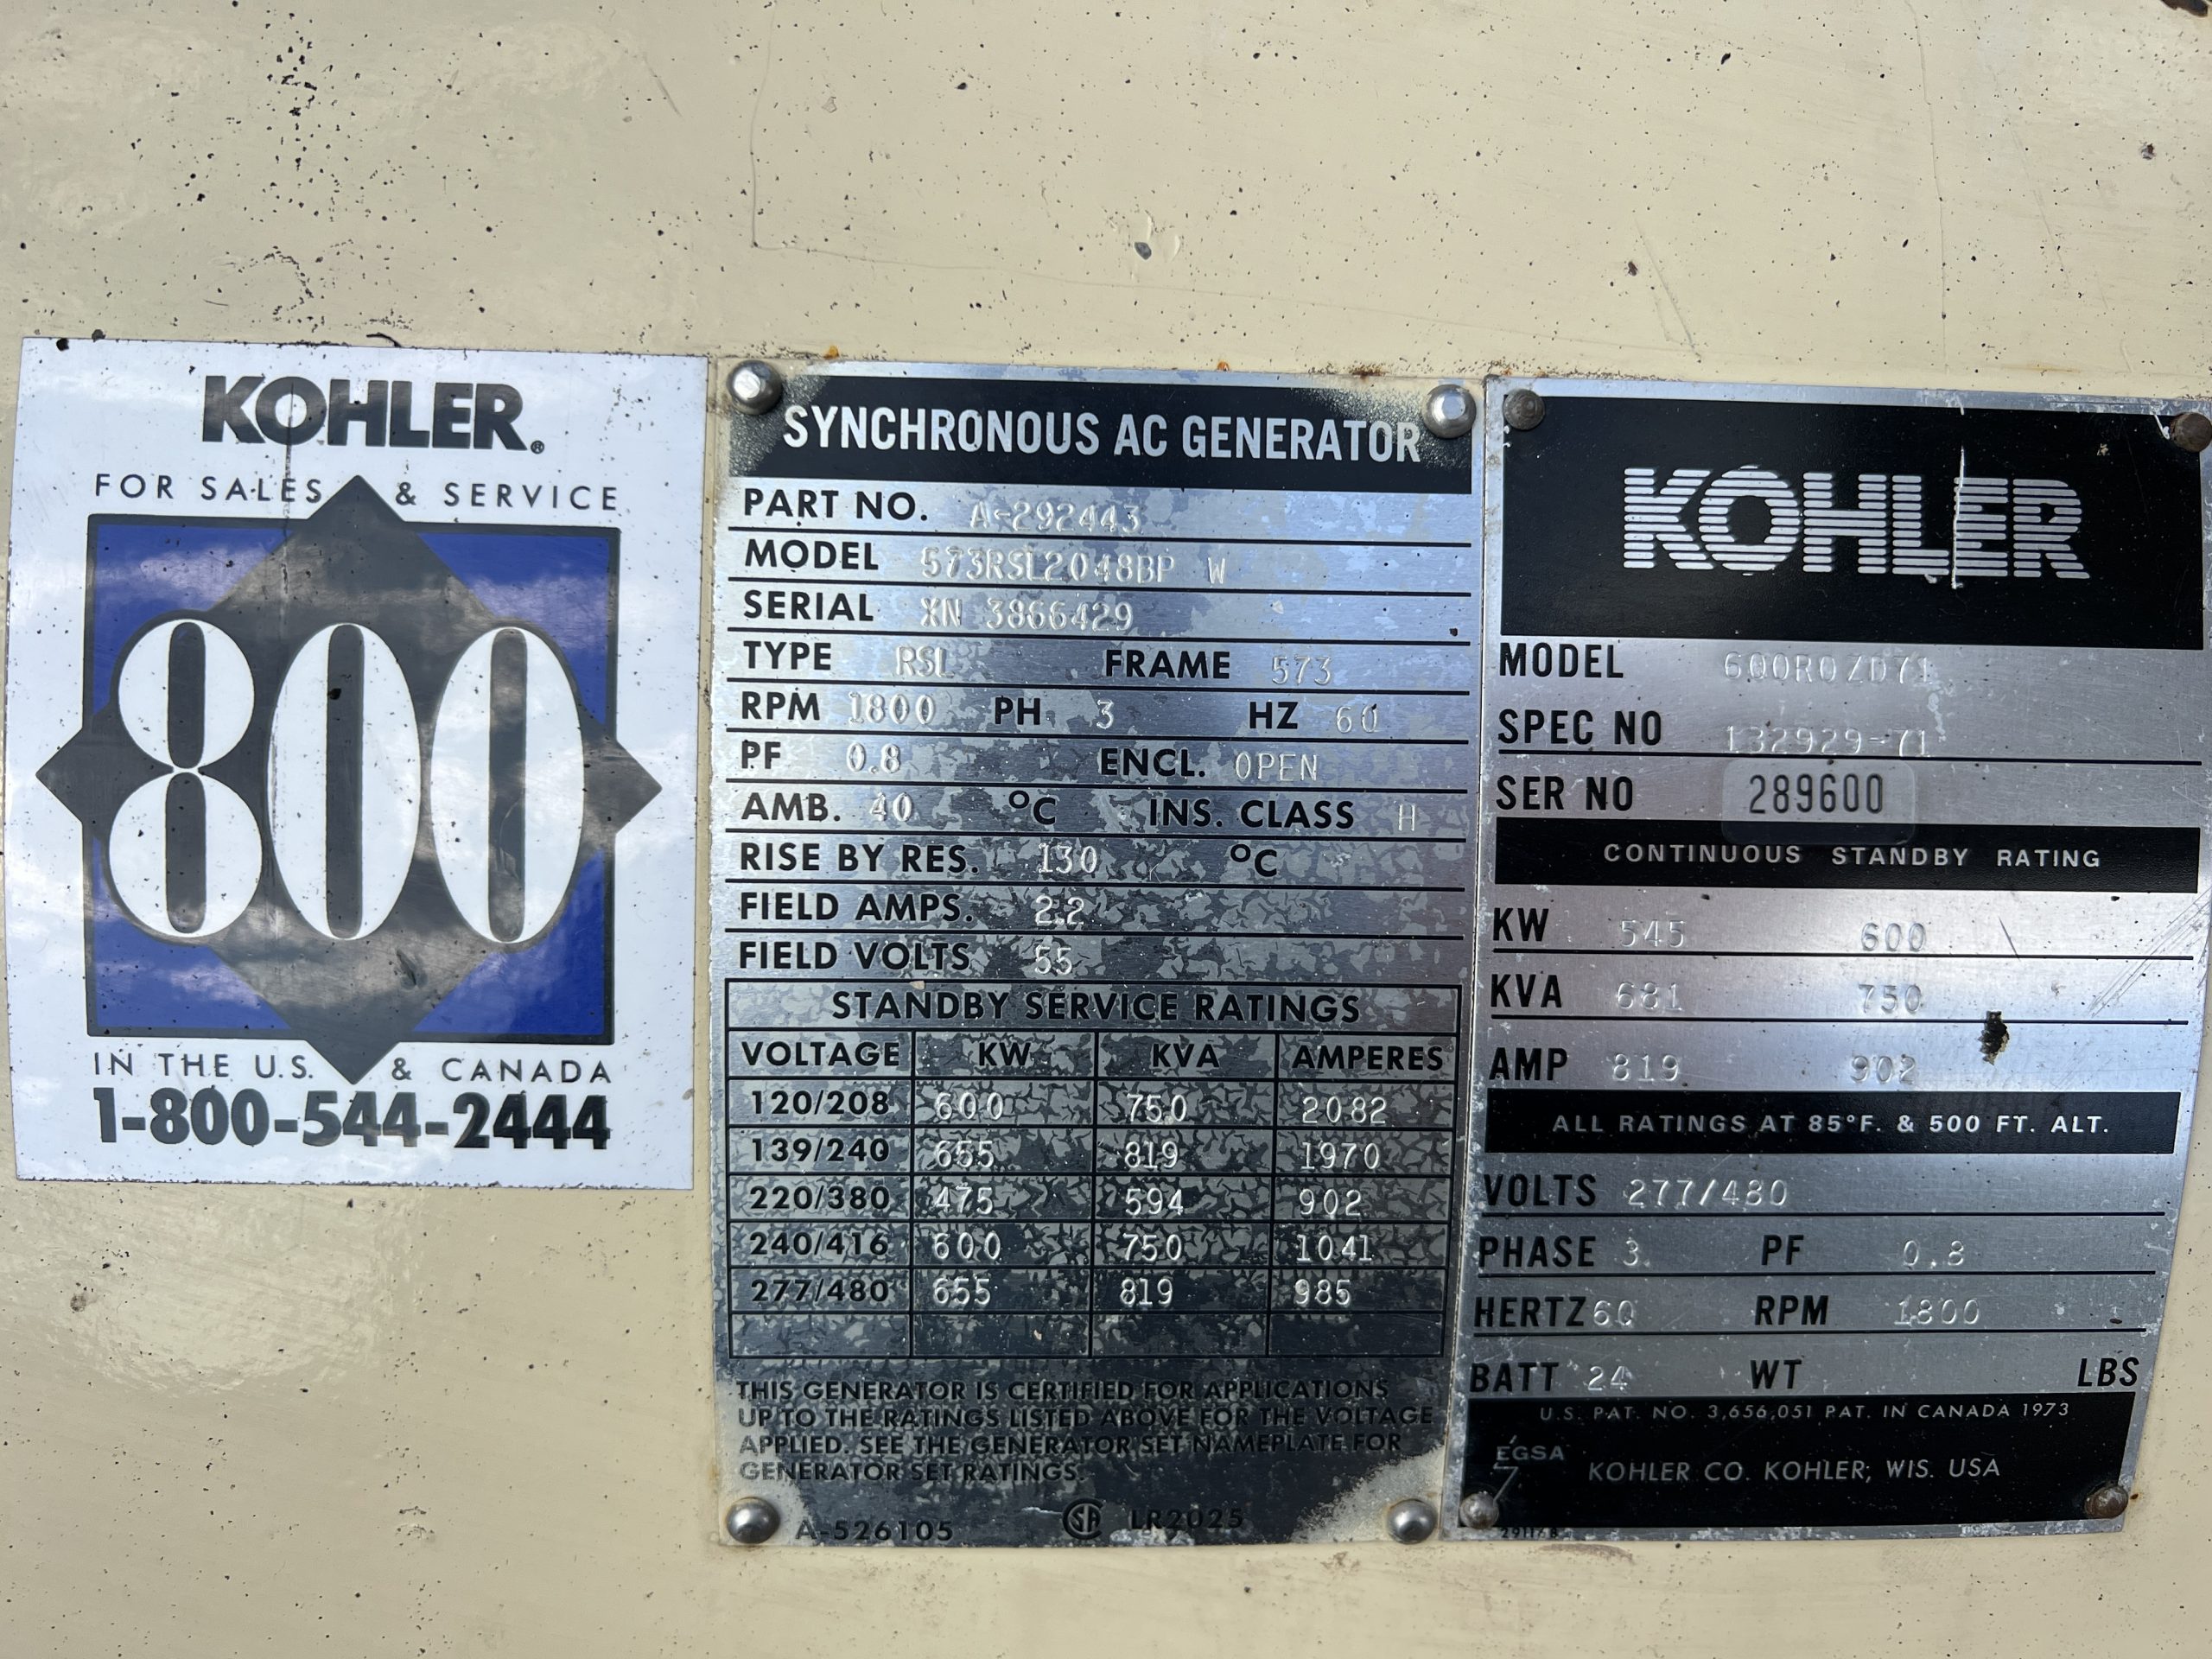 KOHLER®
FOR SALES & SERVICE
800
IN THE U.S. & CANADA
1-800-544-2444
SYNCHRONOUS AC GENERATOR
PART NO. A-292443
MODEL 573RSL2048BP W
SERIAL XN 3866429
TYPE RSL FRAME 573
RPM 1800 PH 3 HZ 60
PF 0.8 ENCL. OPEN
AMB. 40 °C INS. CLASS H
RISE BY RES. 130 °C
FIELD AMPS. 2.2
FIELD VOLTS 55
STANDBY SERVICE RATINGS
VOLTAGE KW KVA AMPERES
120/208 600 750 2082
139/240 655 819 1970
220/380 475 594 902
240/416 600 750 1041
277/480 655 819 985
THIS GENERATOR IS CERTIFIED FOR APPLICATIONS
UP TO THE RATINGS LISTED ABOVE FOR THE VOLTAGE
APPLIED. SEE THE GENERATOR SET NAMEPLATE FOR
GENERATOR SET RATINGS.
A-526105 SA LR2025
KOHLER
MODEL 600ROZD71
SPEC NO 132929-71
SER NO 289600
CONTINUOUS STANDBY RATING
KW 545 600
KVA 681 750
AMP 819 902
ALL RATINGS AT 85°F. & 500 FT. ALT.
VOLTS 277/480
PHASE 3 PF 0.8
HERTZ 60 RPM 1800
BATT 24 WT LBS
U.S. PAT. NO. 3,656,051 PAT. IN CANADA 1973
EGSA
KOHLER CO. KOHLER, WIS. USA